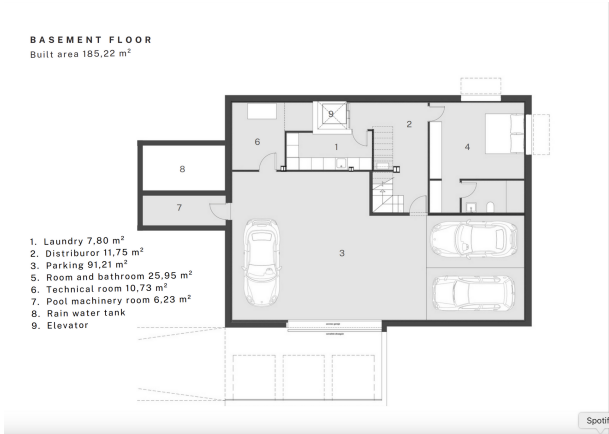 BASEMENT FLOOR
Built area 185,22 m²
9
2
6
1
4
8
7
3
1. Laundry 7,80 m²
2. Distriburor 11,75 m²
3. Parking 91,21 m²
5. Room and bathroom 25,95 m²
6. Technical room 10,73 m²
7. Pool machinery room 6,23 m²
8. Rain water tank
9. Elevator
Spotif